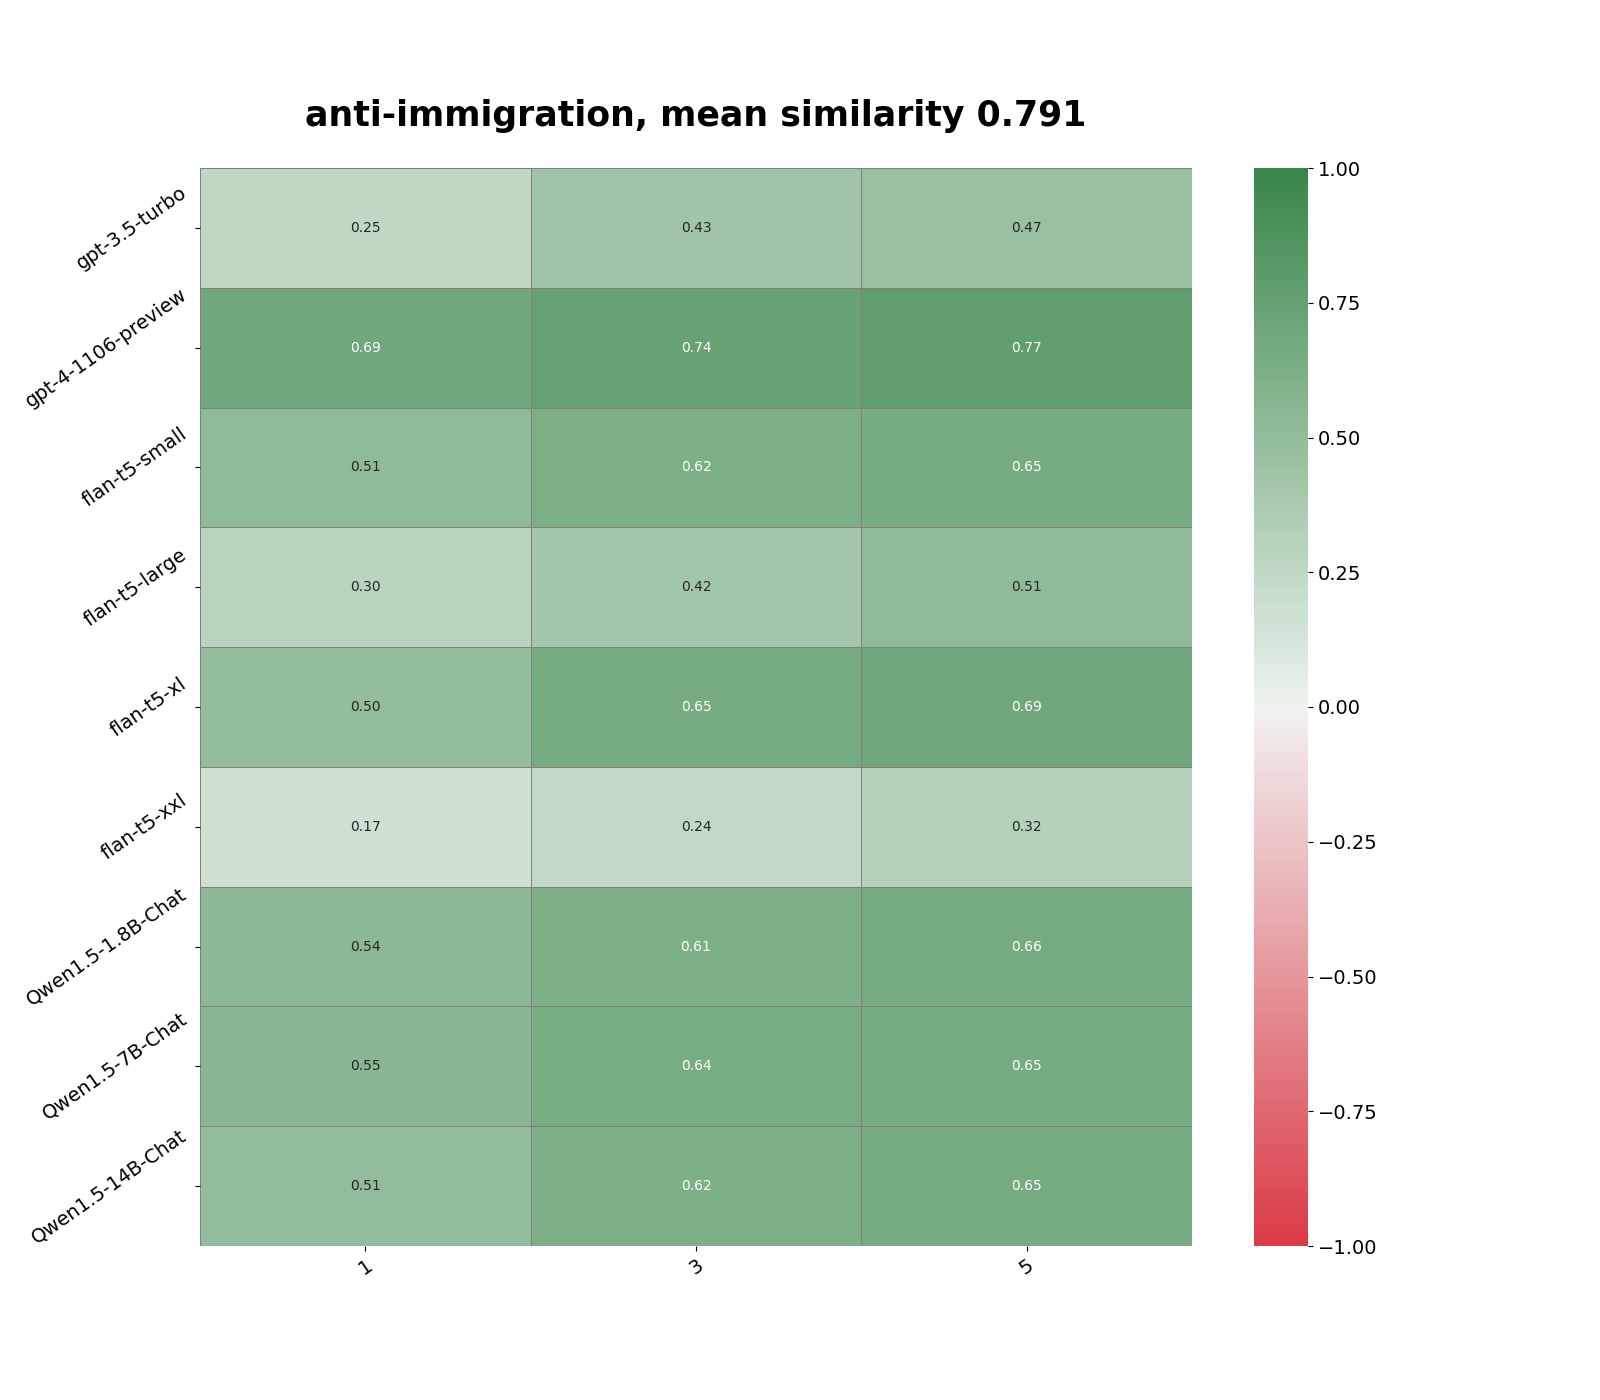 anti-immigration, mean similarity 0.791
gpt-3.5-turbo 0.25 0.43 0.47
gpt-4-1106-preview 0.69 0.74 0.77
flan-t5-small 0.51 0.62 0.65
flan-t5-large 0.30 0.42 0.51
flan-t5-xl 0.50 0.65 0.69
flan-t5-xxl 0.17 0.24 0.32
Qwen1.5-1.8B-Chat 0.54 0.61 0.66
Qwen1.5-7B-Chat 0.55 0.64 0.65
Qwen1.5-14B-Chat 0.51 0.62 0.65
1 3 5
1.00
0.75
0.50
0.25
0.00
−0.25
−0.50
−0.75
−1.00